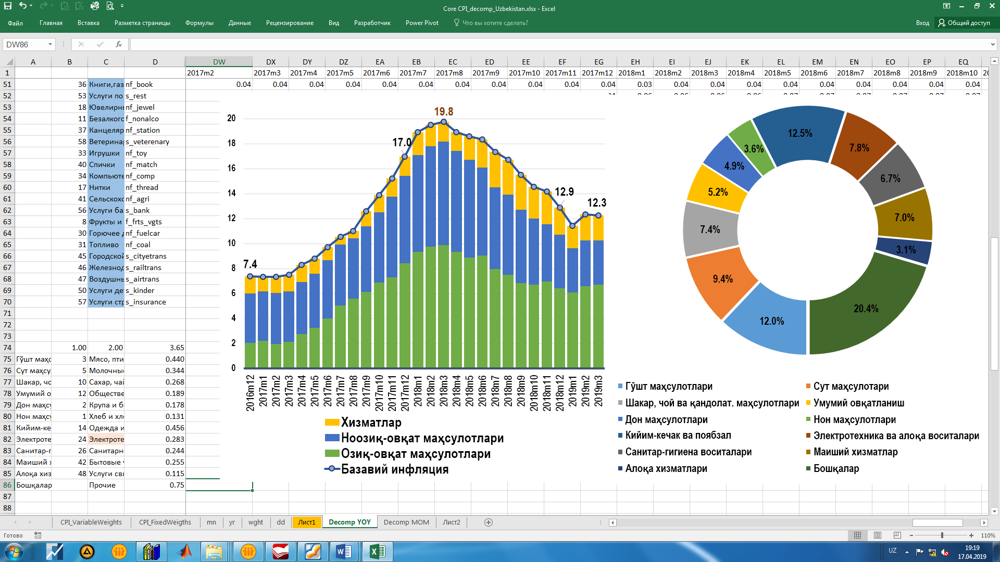 Core CPI_decomp_Uzbekistan.xlsx - Excel
Файл Главная Вставка Разметка страницы Формулы Данные Рецензирование Вид Разработчик Power Pivot Что вы хотите сделать? Вход Общий доступ
DW86 fx
A B C D DW DX DY DZ EA EB EC ED EE EF EG EH EI EJ EK EL EM EN EO EP EQ
1 2017m2 2017m3 2017m4 2017m5 2017m6 2017m7 2017m8 2017m9 2017m10 2017m11 2017m12 2018m1 2018m2 2018m3 2018m4 2018m5 2018m6 2018m7 2018m8 2018m9 2018m10
51 36 Книги,газ nf_book 0.04 0.04 0.04 0.04 0.04 0.04 0.04 0.04 0.04 0.04 0.04 0.03 0.04 0.04 0.04 0.04 0.04 0.04 0.04 0.04 0.04
52 53 Услуги по s_rest
53 18 Ювелирн nf_jewel
54 11 Безалкого f_nonalco
55 37 Канцеляр nf_station
56 58 Ветеринар s_veterenary
57 33 Игрушки nf_toy
58 40 Спички nf_match
59 34 Компьюте nf_comp
60 17 Нитки nf_thread
61 41 Сельскохо nf_agri
62 56 Услуги ба s_bank
63 8 Фрукты и f_frts_vgts
64 30 Горючее д nf_fuelcar
65 31 Топливо nf_coal
66 45 Городской s_cityetrans
67 46 Железнод s_railtrans
68 47 Воздушны s_airtrans
69 50 Услуги де s_kinder
70 57 Услуги стр s_insurance
71
72
73
74 1.00 2.00 3.65
75 Гўшт маҳс 3 Мясо, пти 0.440
76 Сут маҳсу 5 Молочные 0.344
77 Шакар, чо 10 Сахар, чай 0.268
78 Умумий о 12 Обществе 0.189
79 Дон маҳсу 2 Крупа и б 0.178
80 Нон маҳсу 1 Хлеб и хл 0.131
81 Кийим-ке 14 Одежда и 0.456
82 Электроте 24 Электроте 0.283
83 Санитар-г 26 Санитарн 0.244
84 Маиший х 42 Бытовые у 0.255
85 Алоқа хиз 48 Услуги свя 0.115
86 Бошқалар Прочие 0.75
87
88
20
18
16
14
12
10
8
6
4
2
0
7.4 17.0 19.8 12.9 12.3
2016m12 2017m1 2017m2 2017m3 2017m4 2017m5 2017m6 2017m7 2017m8 2017m9 2017m10 2017m11 2017m12 2018m1 2018m2 2018m3 2018m4 2018m5 2018m6 2018m7 2018m8 2018m9 2018m10 2018m11 2018m12 2019m1 2019m2 2019m3
Хизматлар
Ноозиқ-овқат маҳсулотлари
Озиқ-овқат маҳсулотлари
Базавий инфляция
12.5%
7.8%
3.6%
4.9%
6.7%
5.2%
7.0%
7.4%
3.1%
9.4%
20.4%
12.0%
Гўшт маҳсулотлари Сут маҳсулотари
Шакар, чой ва қандолат. маҳсулотлари Умумий овқатланиш
Дон маҳсулотлари Нон маҳсулотлари
Кийим-кечак ва поябзал Электротехника ва алоқа воситалари
Санитар-гигиена воситалари Маиший хизматлар
Алоқа хизматлари Бошқалар
CPI_VariableWeights CPI_FixedWeigths mn yr wght dd Лист1 Decomp YOY Decomp MOM Лист2
Готово 110%
UZ 19:19
17.04.2019